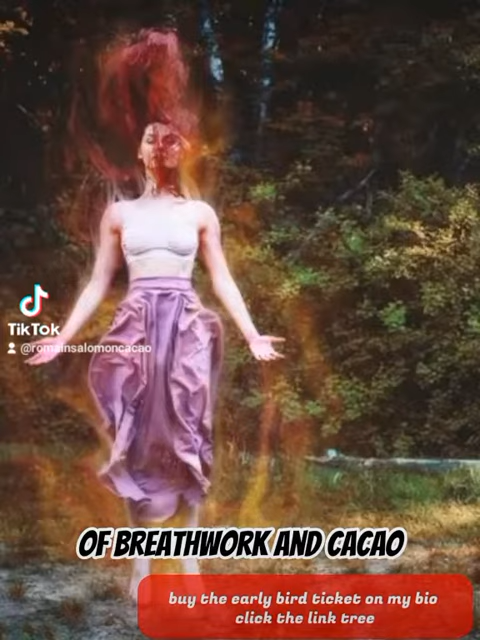 TikTok
@romainsalomoncacao
OF BREATHWORK AND CACAO
buy the early bird ticket on my bio
click the link tree